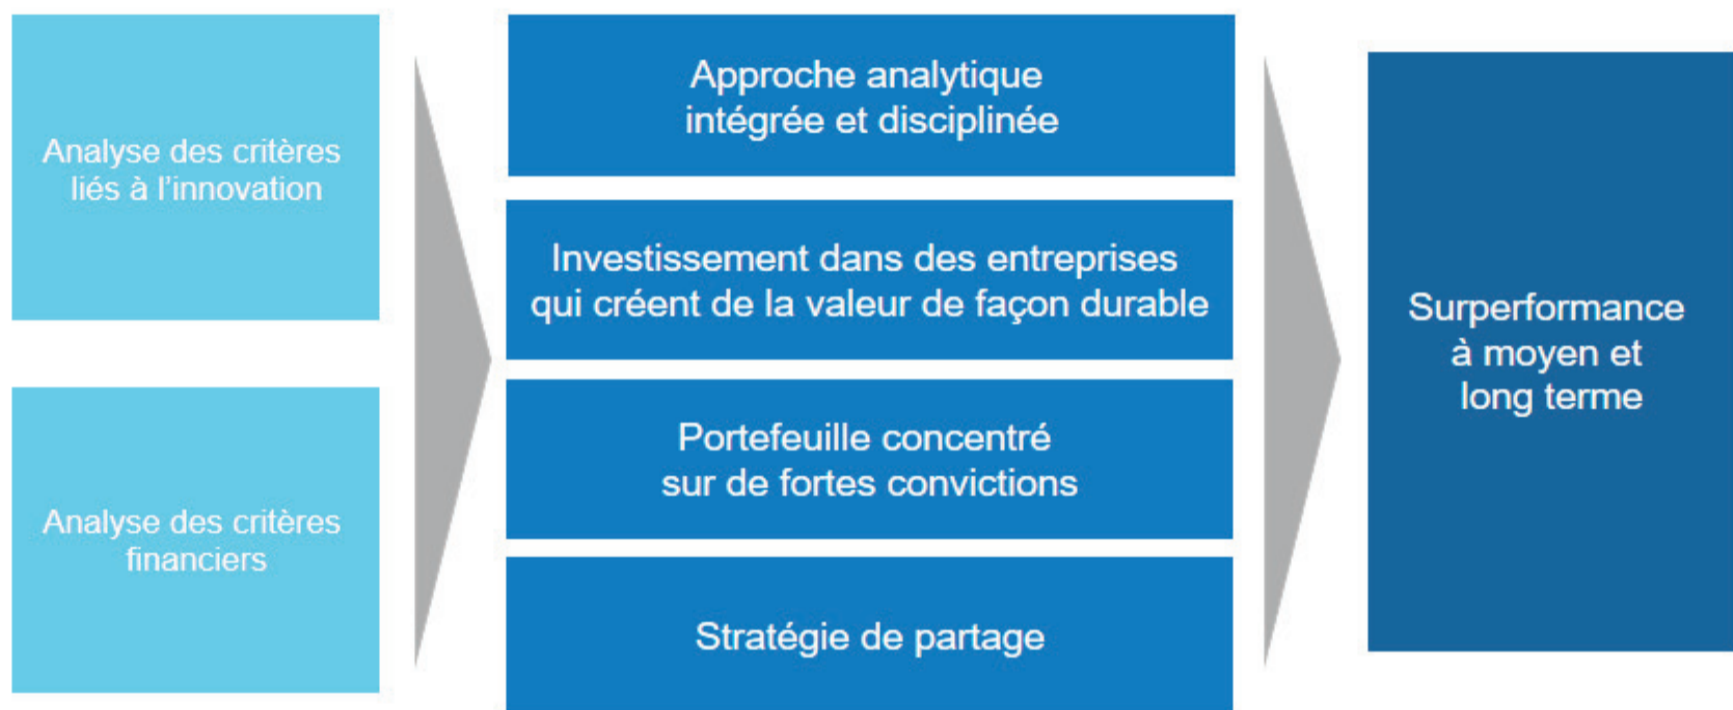 Analyse des critères
liés à l'innovation
Analyse des critères
financiers
Approche analytique
intégrée et disciplinée
Investissement dans des entreprises
qui créent de la valeur de façon durable
Portefeuille concentré
sur de fortes convictions
Stratégie de partage
Surperformance
à moyen et
long terme